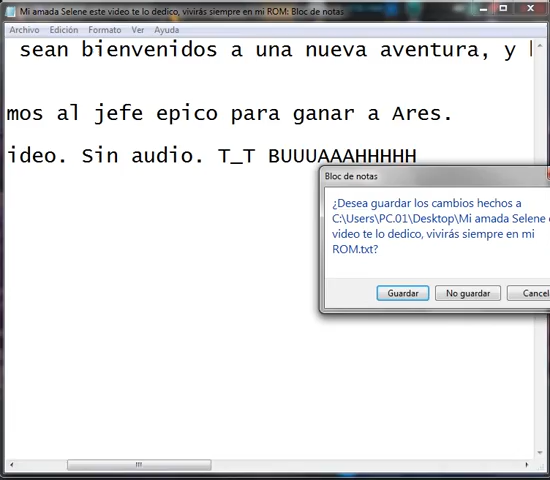 Mi amada Selene este video te lo dedico, vivirás siempre en mi ROM: Bloc de notas
Archivo Edición Formato Ver Ayuda
sean bienvenidos a una nueva aventura, y
mos al jefe epico para ganar a Ares.
ideo. Sin audio. T_T BUUUAAAHHHHH
Bloc de notas
¿Desea guardar los cambios hechos a
C:\Users\PC.01\Desktop\Mi amada Selene e
video te lo dedico, vivirás siempre en mi
ROM.txt?
Guardar No guardar Cancel